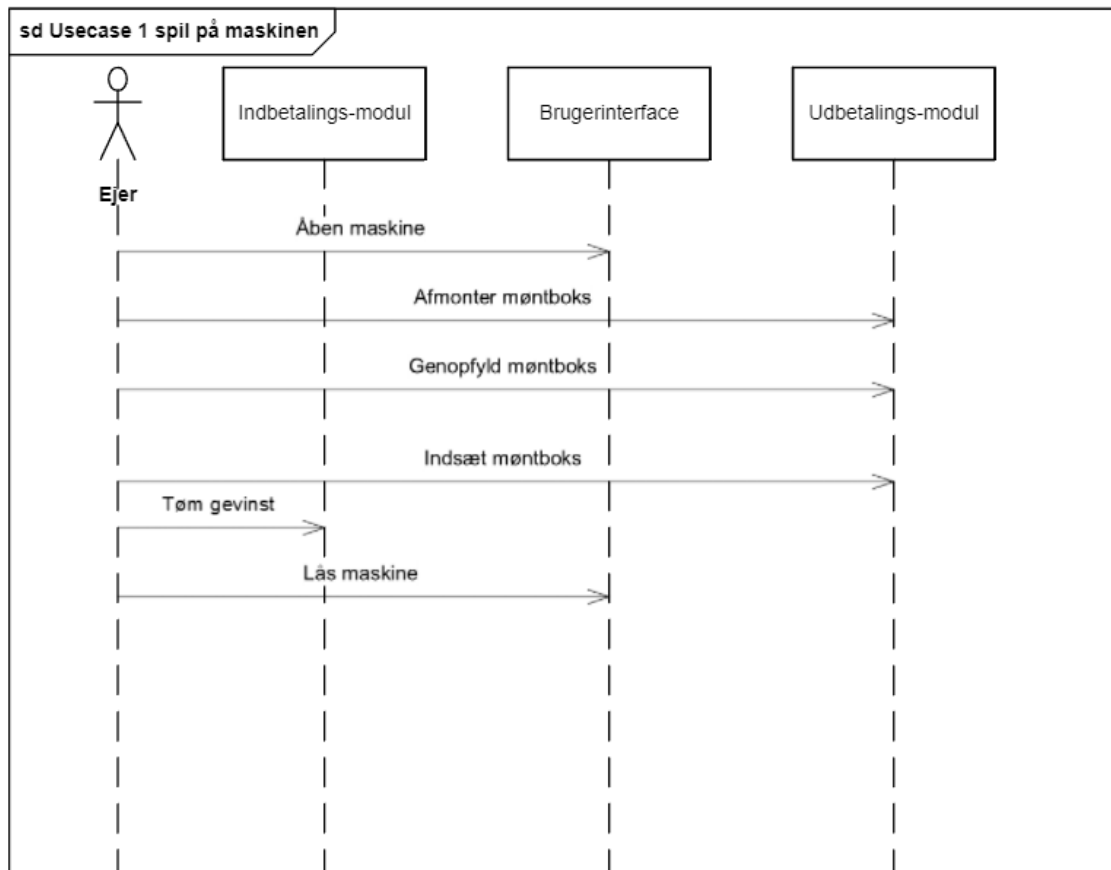 sd Usecase 1 spil på maskinen
Indbetalings-modul
Brugerinterface
Udbetalings-modul
Ejer
Åben maskine
Afmonter møntboks
Genopfyld møntboks
Indsæt møntboks
Tøm gevinst
Lås maskine